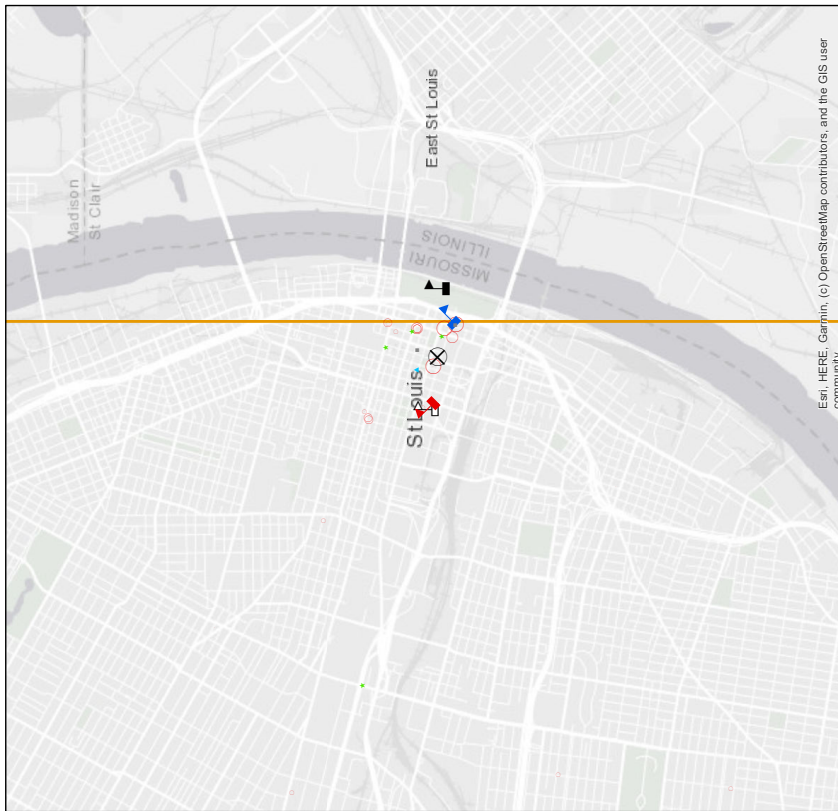 Madison
St Clair
East St Louis
ILLINOIS
MISSOURI
St Louis
Esri, HERE, Garmin, (c) OpenStreetMap contributors, and the GIS user
community